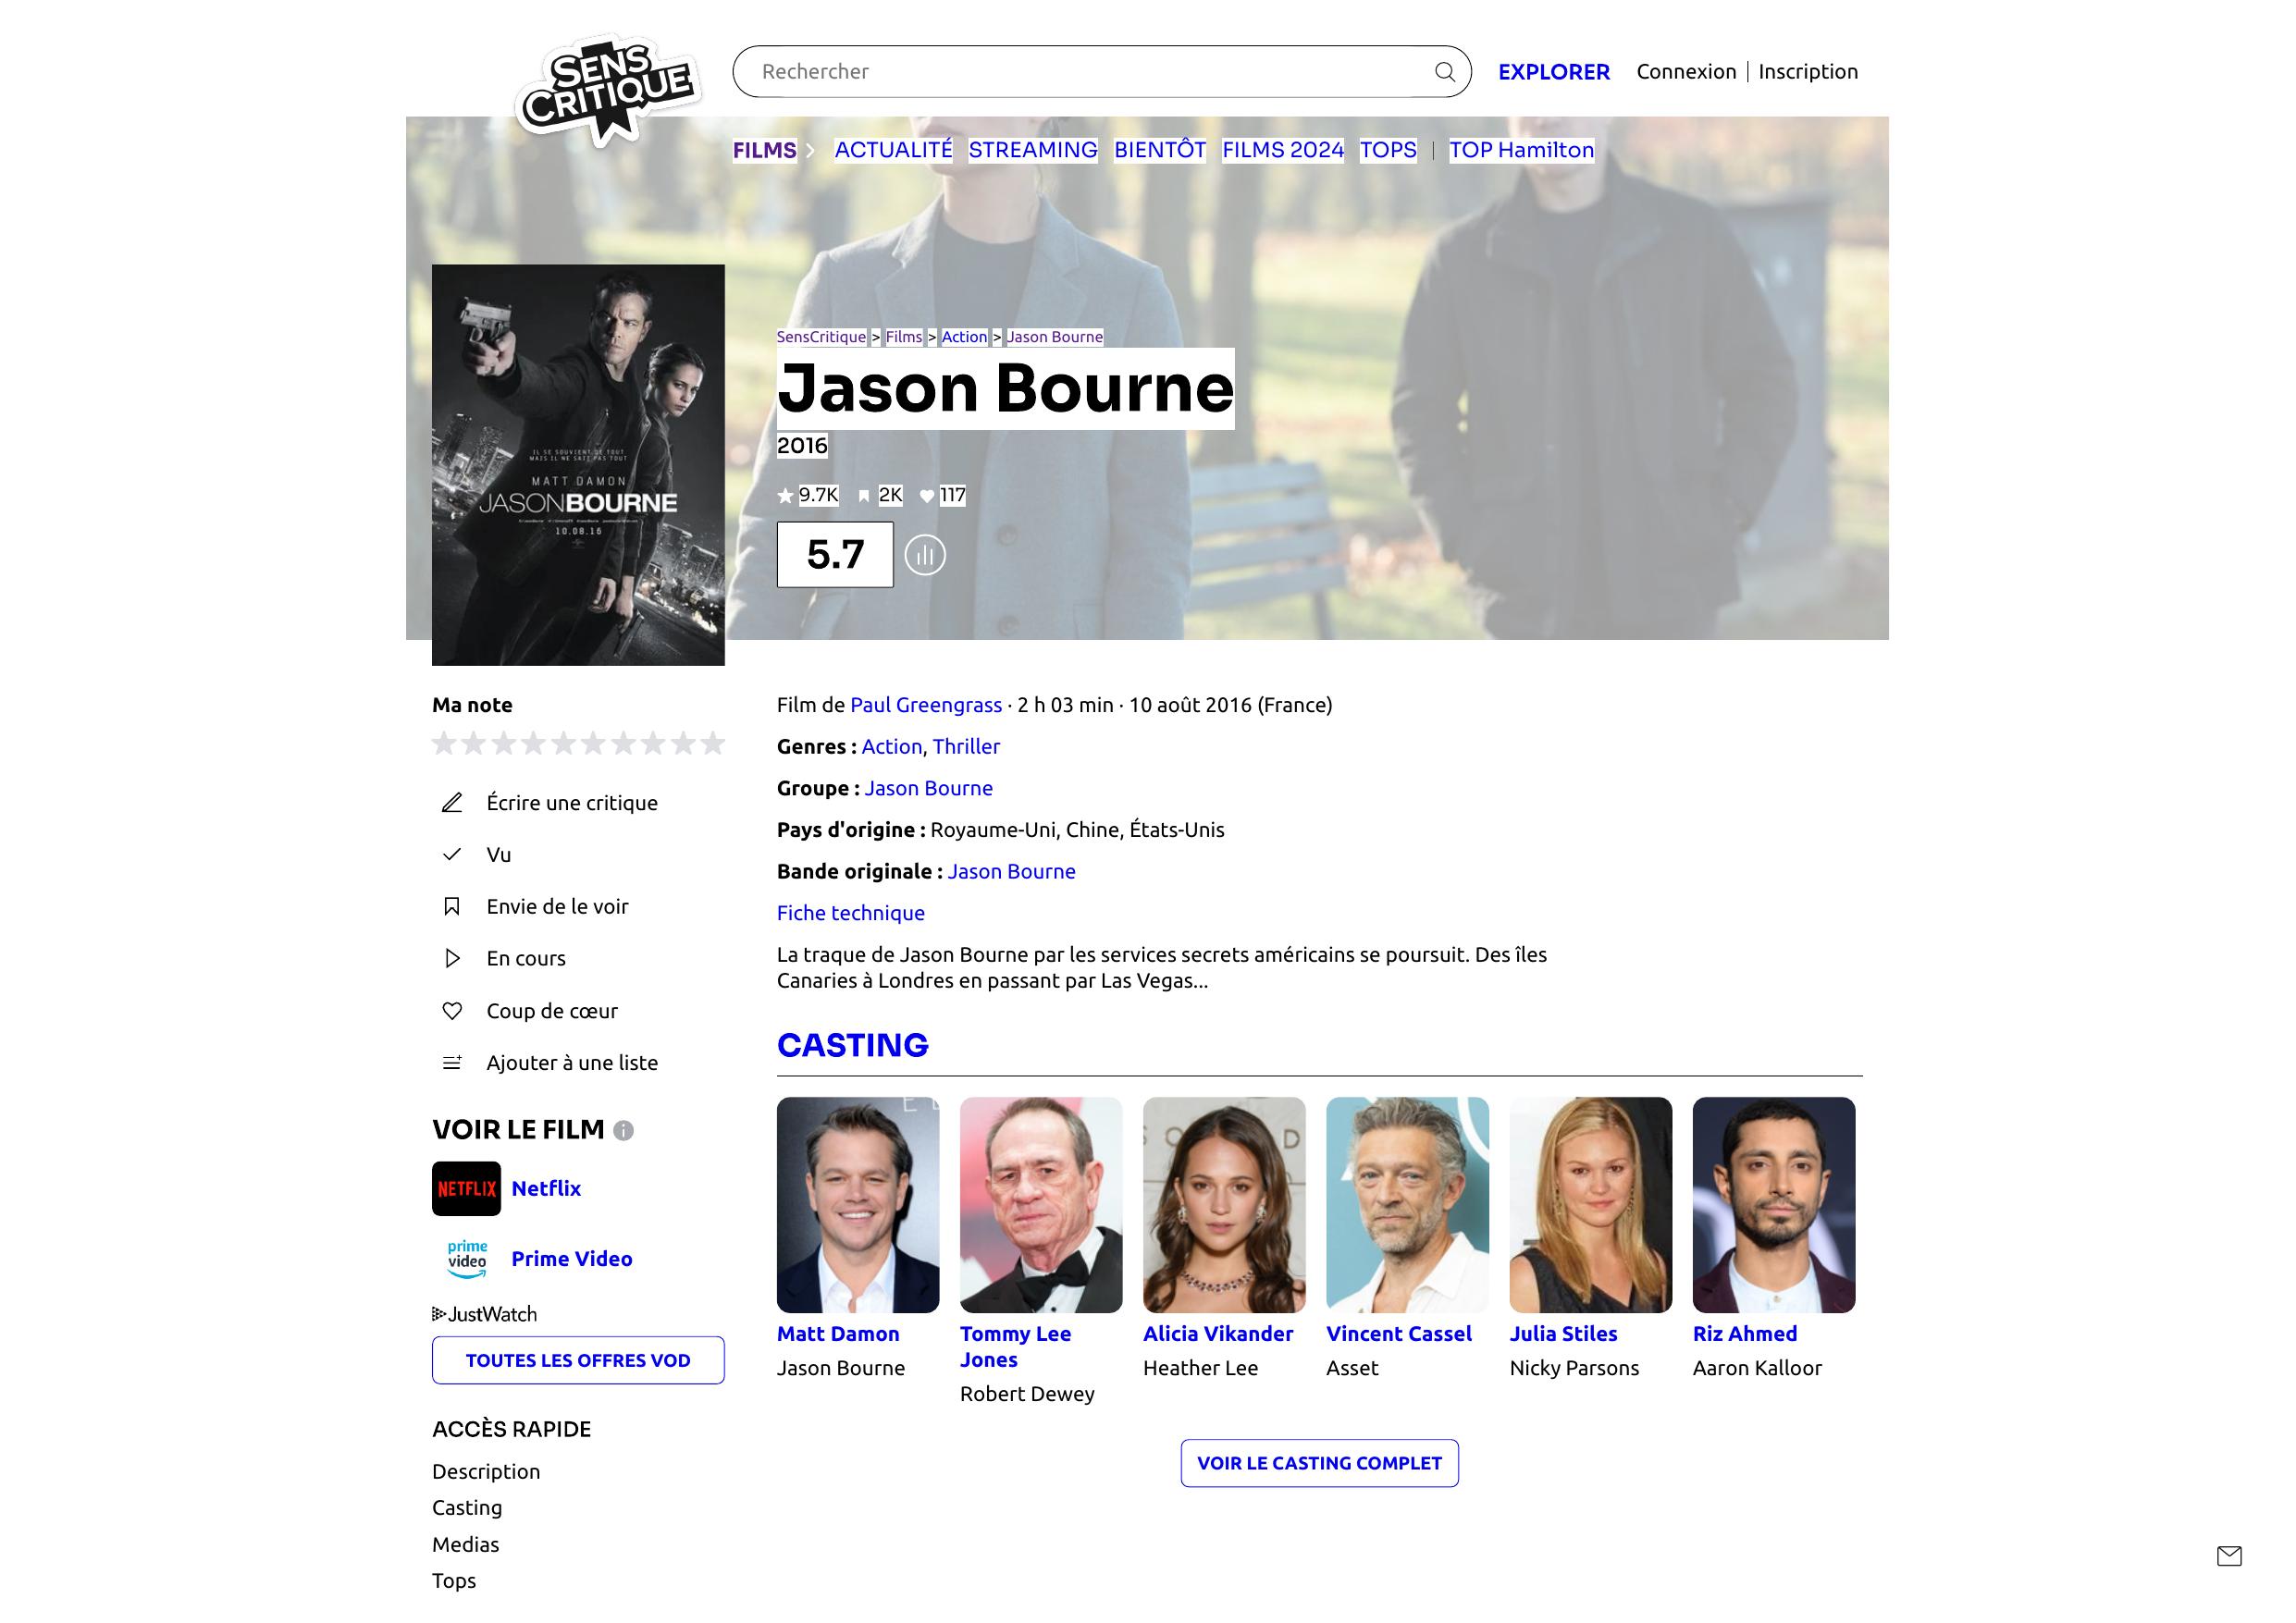 SENS CRITIQUE
Rechercher
EXPLORER
Connexion | Inscription
FILMS
ACTUALITÉ STREAMING BIENTÔT FILMS 2024 TOPS | TOP Hamilton
IL SE SOUVIENT DE TOUT
MAIS IL NE SAIT PAS TOUT
MATT DAMON
JASON BOURNE
10.08.16
SensCritique > Films > Action > Jason Bourne
Jason Bourne
2016
9.7K 2K 117
5.7
Ma note
Écrire une critique
Vu
Envie de le voir
En cours
Coup de cœur
Ajouter à une liste
VOIR LE FILM
NETFLIX Netflix
prime video Prime Video
JustWatch
TOUTES LES OFFRES VOD
ACCÈS RAPIDE
Description
Casting
Medias
Tops
Film de Paul Greengrass · 2 h 03 min · 10 août 2016 (France)
Genres : Action, Thriller
Groupe : Jason Bourne
Pays d'origine : Royaume-Uni, Chine, États-Unis
Bande originale : Jason Bourne
Fiche technique
La traque de Jason Bourne par les services secrets américains se poursuit. Des îles
Canaries à Londres en passant par Las Vegas...
CASTING
Matt Damon
Jason Bourne
Tommy Lee
Jones
Robert Dewey
Alicia Vikander
Heather Lee
Vincent Cassel
Asset
Julia Stiles
Nicky Parsons
Riz Ahmed
Aaron Kalloor
VOIR LE CASTING COMPLET